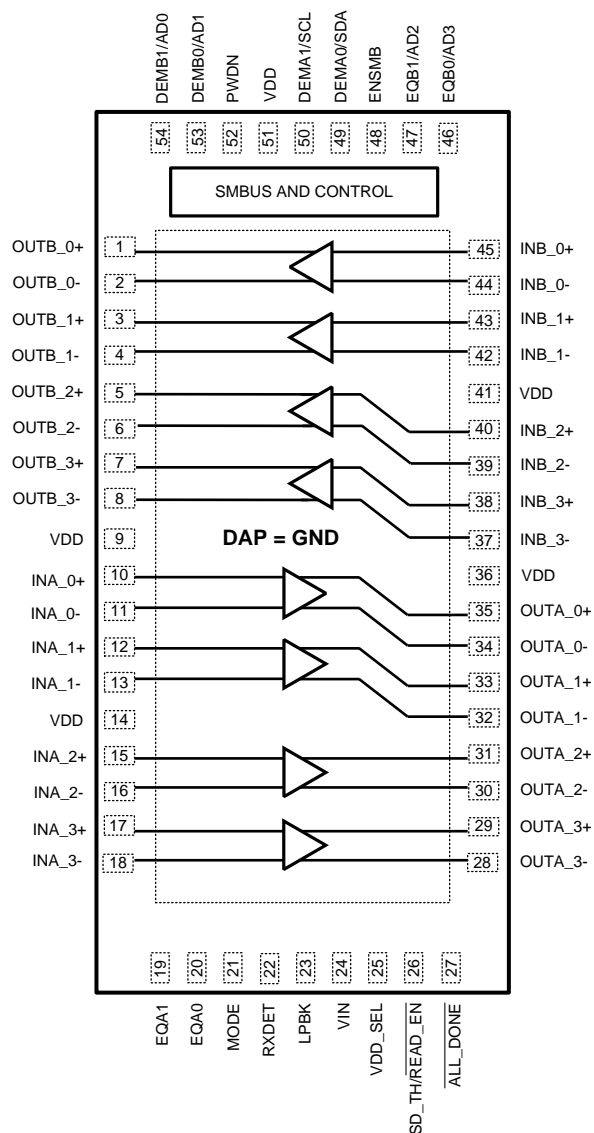 DEMB1/AD0
DEMB0/AD1
PWDN
VDD
DEMA1/SCL
DEMA0/SDA
ENSMB
EQB1/AD2
EQB0/AD3
54
53
52
51
50
49
48
47
46
SMBUS AND CONTROL
OUTB_0+ 1 45 INB_0+
OUTB_0- 2 44 INB_0-
OUTB_1+ 3 43 INB_1+
OUTB_1- 4 42 INB_1-
OUTB_2+ 5 41 VDD
OUTB_2- 6 40 INB_2+
OUTB_3+ 7 39 INB_2-
OUTB_3- 8 38 INB_3+
VDD 9 DAP = GND 37 INB_3-
INA_0+ 10 36 VDD
INA_0- 11 35 OUTA_0+
INA_1+ 12 34 OUTA_0-
INA_1- 13 33 OUTA_1+
VDD 14 32 OUTA_1-
INA_2+ 15 31 OUTA_2+
INA_2- 16 30 OUTA_2-
INA_3+ 17 29 OUTA_3+
INA_3- 18 28 OUTA_3-
19
20
21
22
23
24
25
26
27
EQA1
EQA0
MODE
RXDET
LPBK
VIN
VDD_SEL
SD_TH/READ_EN
ALL_DONE